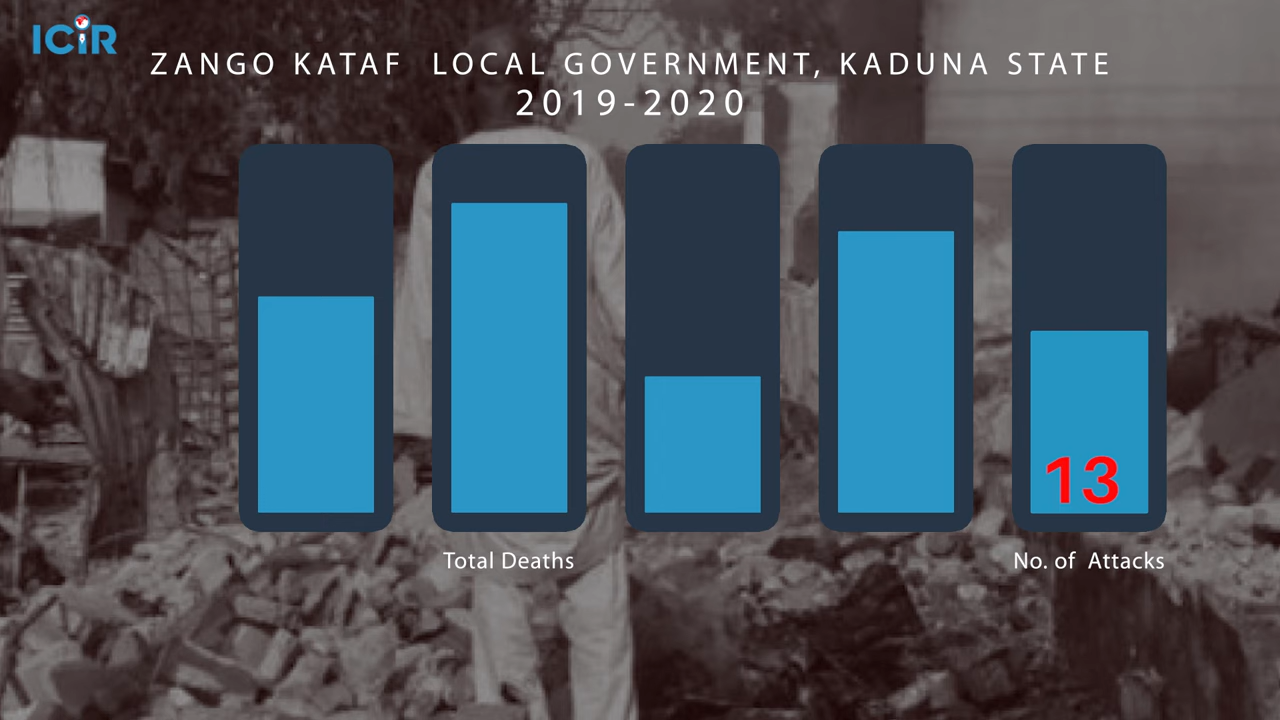 ICiR
ZANGO KATAF LOCAL GOVERNMENT, KADUNA STATE
2019-2020
13
Total Deaths
No. of Attacks